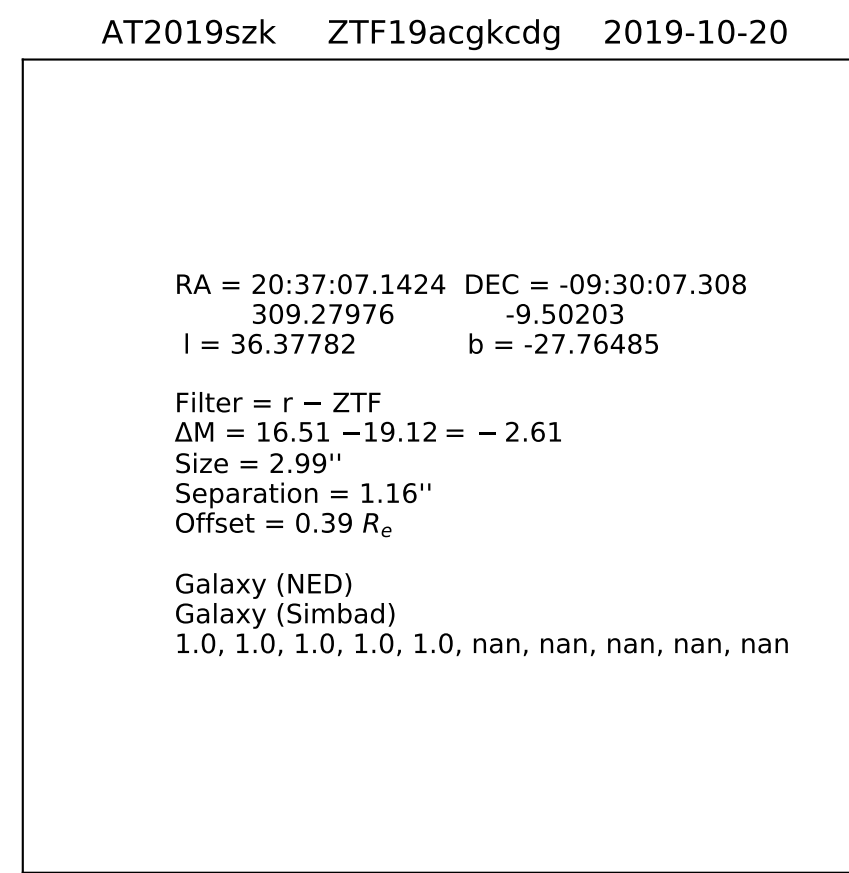 AT2019szk ZTF19acgkcdg 2019-10-20
RA = 20:37:07.1424 DEC = -09:30:07.308
309.27976 -9.50203
l = 36.37782 b = -27.76485
Filter = r − ZTF
ΔM = 16.51 −19.12 = − 2.61
Size = 2.99''
Separation = 1.16''
Offset = 0.39 Re
Galaxy (NED)
Galaxy (Simbad)
1.0, 1.0, 1.0, 1.0, 1.0, nan, nan, nan, nan, nan